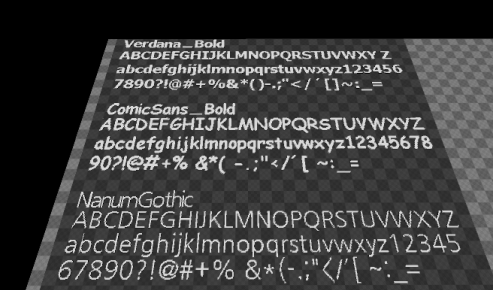 Verdana_Bold
ABCDEFGHIJKLMNOPQRSTUVWXY Z
abcdefghijklmnopqrstuvwxyz123456
7890?!@#+%&*()-.;"</´[]~:_=
ComicSans_Bold
ABCDEFGHIJKLMNOPQRSTUVWXYZ
abcdefghijklmnopqrstuvwxyz12345678
90?!@#+% &*( -.;"</´[ ~:_=
NanumGothic
ABCDEFGHIJKLMNOPQRSTUVWXYZ
abcdefghijklmnopqrstuvwxyz12345
67890?!@#+% &*(-.;"</´[ ~:_=